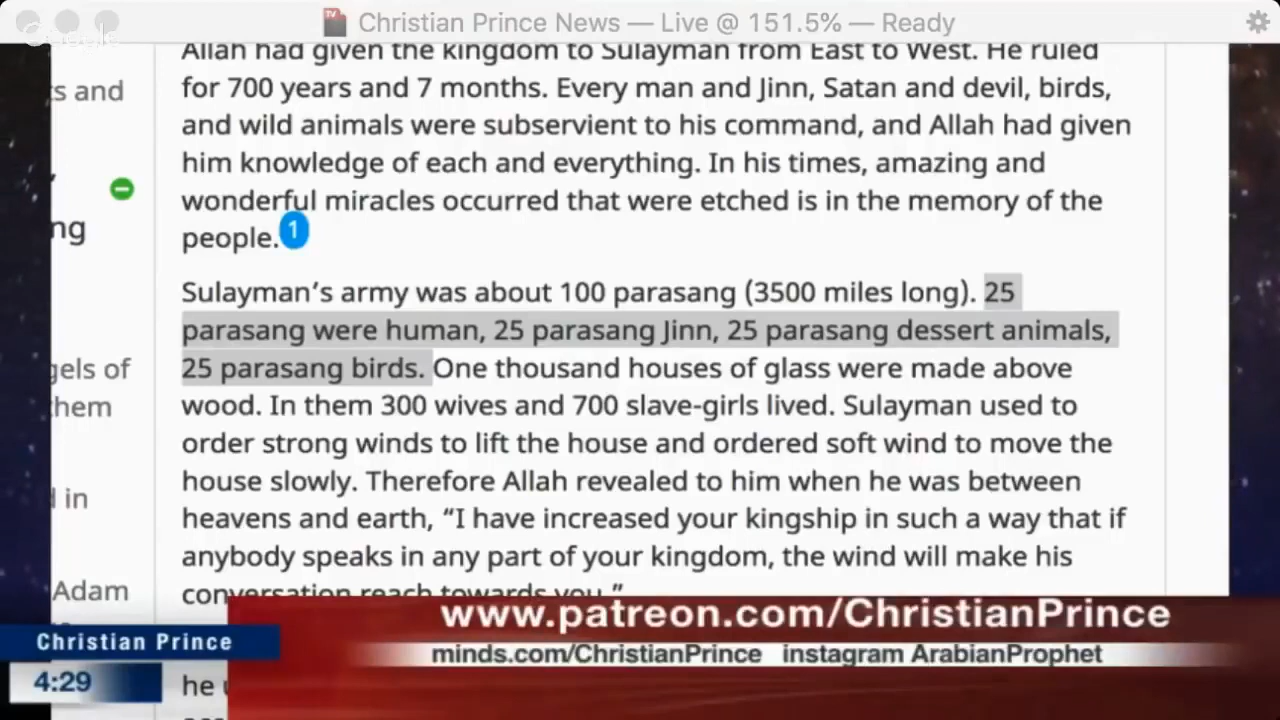 Christian Prince News — Live @ 151.5% — Ready
Allah had given the kingdom to Sulayman from East to West. He ruled
for 700 years and 7 months. Every man and Jinn, Satan and devil, birds,
and wild animals were subservient to his command, and Allah had given
him knowledge of each and everything. In his times, amazing and
wonderful miracles occurred that were etched is in the memory of the
people.1
Sulayman’s army was about 100 parasang (3500 miles long). 25
parasang were human, 25 parasang Jinn, 25 parasang dessert animals,
25 parasang birds. One thousand houses of glass were made above
wood. In them 300 wives and 700 slave-girls lived. Sulayman used to
order strong winds to lift the house and ordered soft wind to move the
house slowly. Therefore Allah revealed to him when he was between
heavens and earth, “I have increased your kingship in such a way that if
anybody speaks in any part of your kingdom, the wind will make his
conversation reach towards you.”
he
and
in
Adam
www.patreon.com/ChristianPrince
minds.com/ChristianPrince instagram ArabianProphet
Christian Prince
4:29